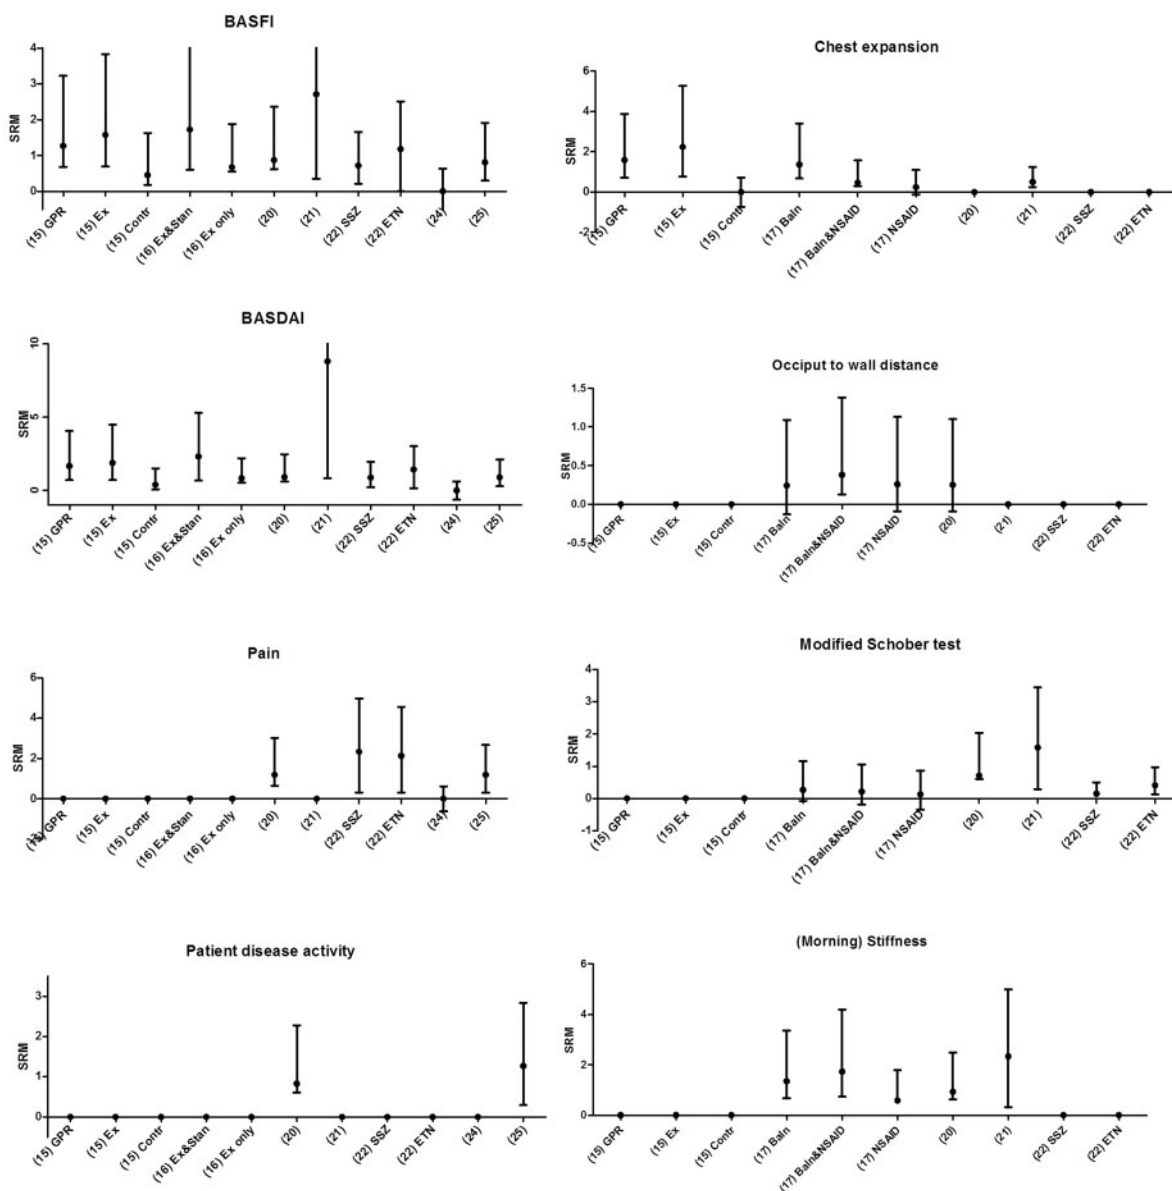 BASFI
SRM
4
3
2
1
0
(15) GPR
(15) Ex
(15) Contr
(16) Ex&Stan
(16) Ex only
(20)
(21)
(22) SSZ
(22) ETN
(24)
(25)
Chest expansion
SRM
6
4
2
0
-2
(15) GPR
(15) Ex
(15) Contr
(17) Baln
(17) Baln&NSAID
(17) NSAID
(20)
(21)
(22) SSZ
(22) ETN
BASDAI
SRM
10
5
0
(15) GPR
(15) Ex
(15) Contr
(16) Ex&Stan
(16) Ex only
(20)
(21)
(22) SSZ
(22) ETN
(24)
(25)
Occiput to wall distance
SRM
1.5
1.0
0.5
0.0
-0.5
(15) GPR
(15) Ex
(15) Contr
(17) Baln
(17) Baln&NSAID
(17) NSAID
(20)
(21)
(22) SSZ
(22) ETN
Pain
SRM
6
4
2
0
GPR
(15) Ex
(15) Contr
(16) Ex&Stan
(16) Ex only
(20)
(21)
(22) SSZ
(22) ETN
(24)
(25)
Modified Schober test
SRM
4
3
2
1
0
-1
(15) GPR
(15) Ex
(15) Contr
(17) Baln
(17) Baln&NSAID
(17) NSAID
(20)
(21)
(22) SSZ
(22) ETN
Patient disease activity
SRM
3
2
1
0
(15) GPR
(15) Ex
(15) Contr
(16) Ex&Stan
(16) Ex only
(20)
(21)
(22) SSZ
(22) ETN
(24)
(25)
(Morning) Stiffness
SRM
6
4
2
0
(15) GPR
(15) Ex
(15) Contr
(17) Baln
(17) Baln&NSAID
(17) NSAID
(20)
(21)
(22) SSZ
(22) ETN